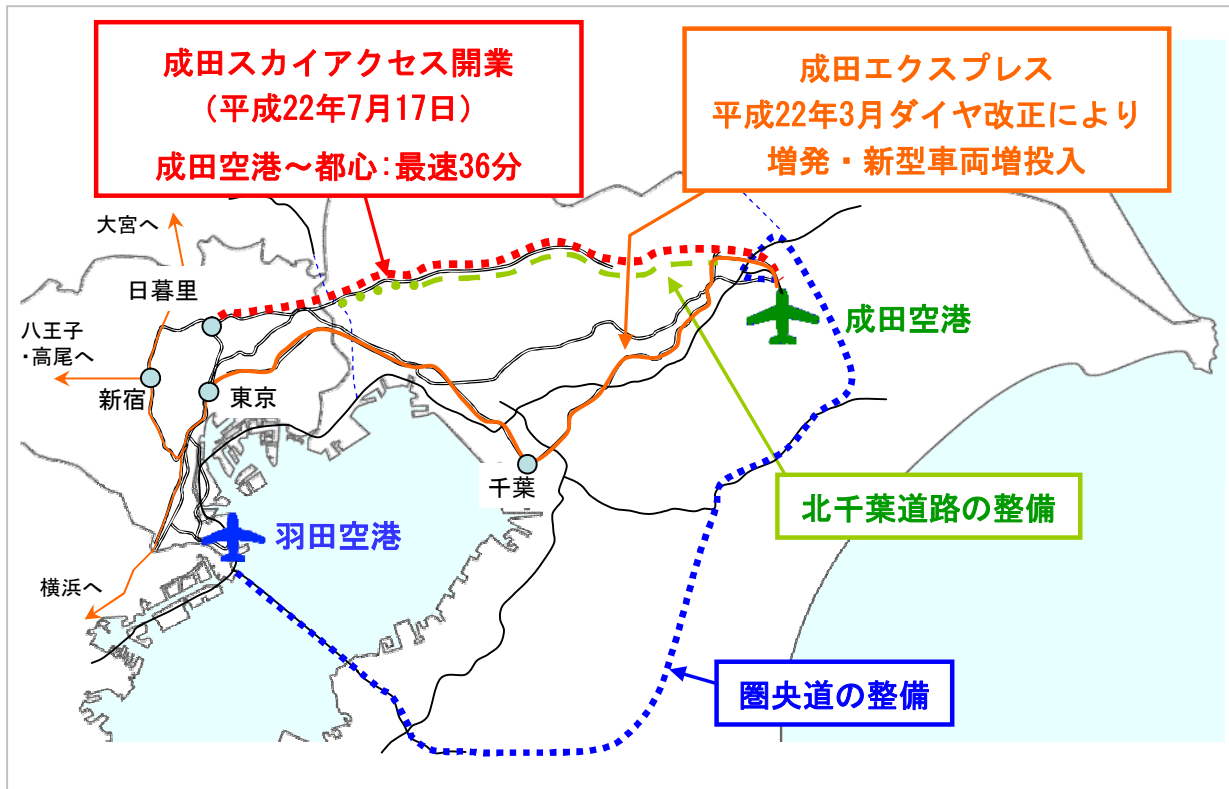 成田スカイアクセス開業
（平成22年7月17日）
成田空港～都心：最速36分
成田エクスプレス
平成22年3月ダイヤ改正により
増発・新型車両増投入
大宮へ
日暮里
八王子
・高尾へ
新宿
東京
成田空港
千葉
北千葉道路の整備
羽田空港
横浜へ
圏央道の整備